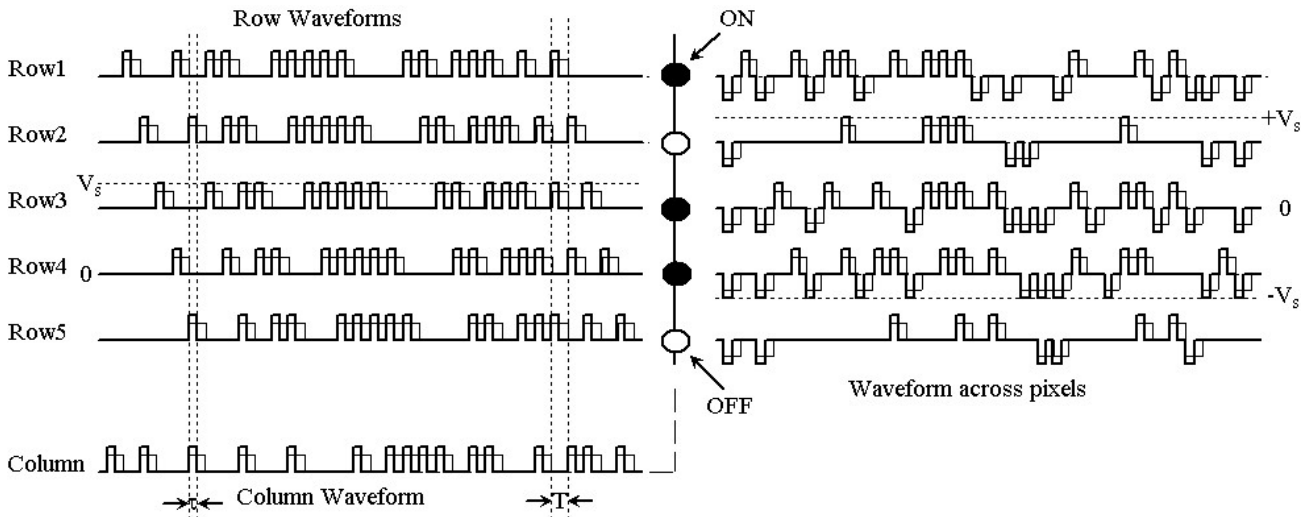 Row Waveforms
ON
Row1
Row2
+Vs
Vs
Row3
0
Row4
0
-Vs
Row5
Waveform across pixels
OFF
Column
τ
Column Waveform
T